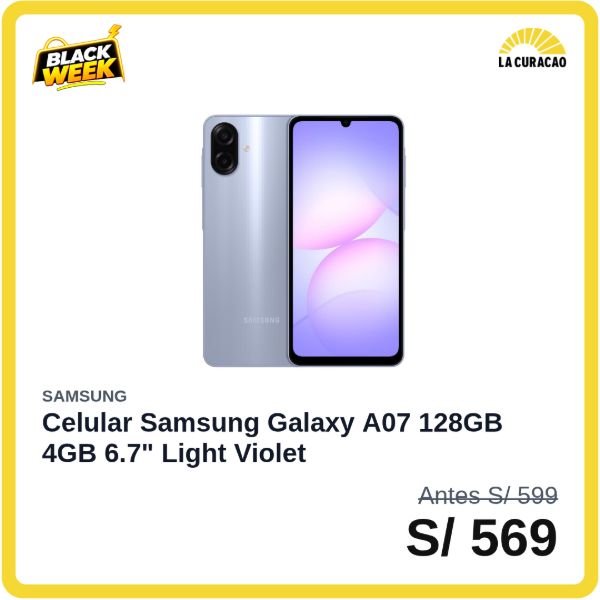 BLACK
WEEK
LA CURACAO
SAMSUNG
SAMSUNG
Celular Samsung Galaxy A07 128GB
4GB 6.7" Light Violet
Antes S/ 599
S/ 569